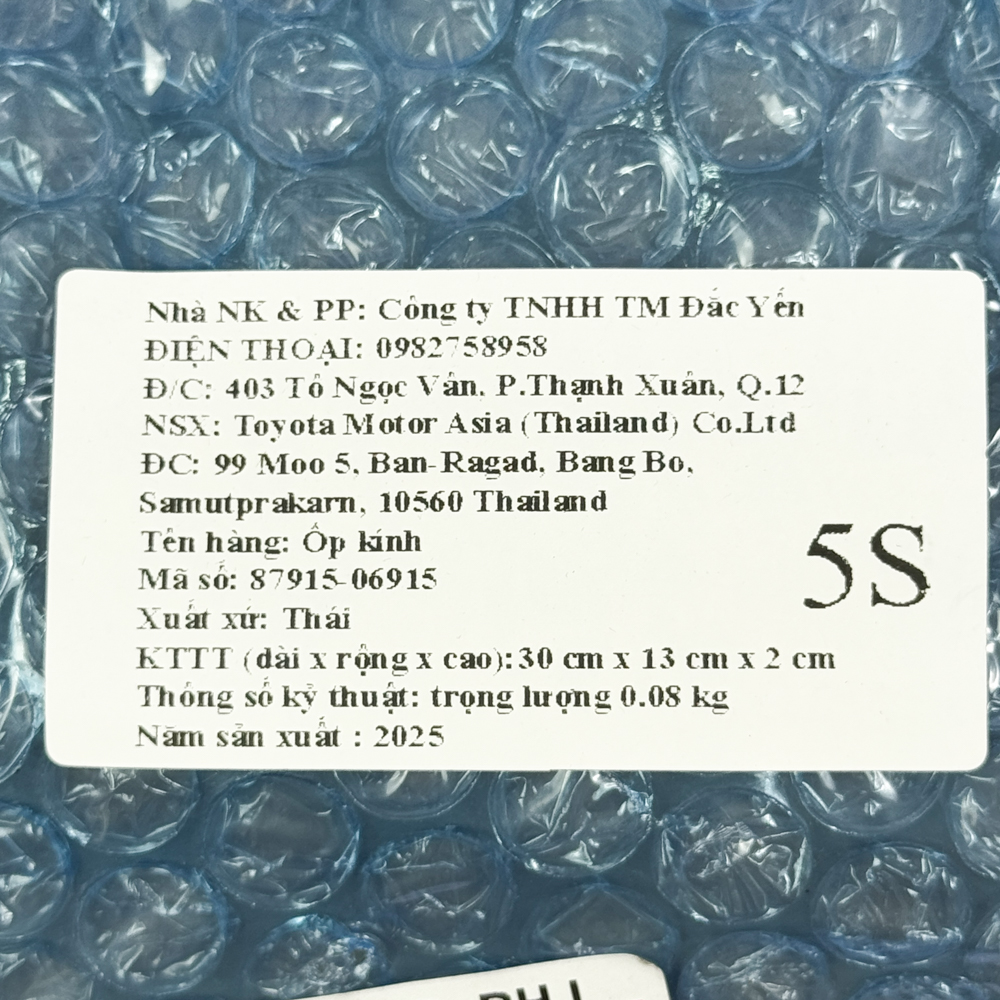 Nhà NK & PP: Công ty TNHH TM Đắc Yến
ĐIỆN THOẠI: 0982758958
Đ/C: 403 Tô Ngọc Vân, P.Thạnh Xuân, Q.12
NSX: Toyota Motor Asia (Thailand) Co.Ltd
ĐC: 99 Moo 5, Ban-Ragad, Bang Bo,
Samutprakarn, 10560 Thailand
Tên hàng: Ốp kính
Mã số: 87915-06915
5S
Xuất xứ: Thái
KTTT (dài x rộng x cao): 30 cm x 13 cm x 2 cm
Thông số kỹ thuật: trọng lượng 0.08 kg
Năm sản xuất : 2025